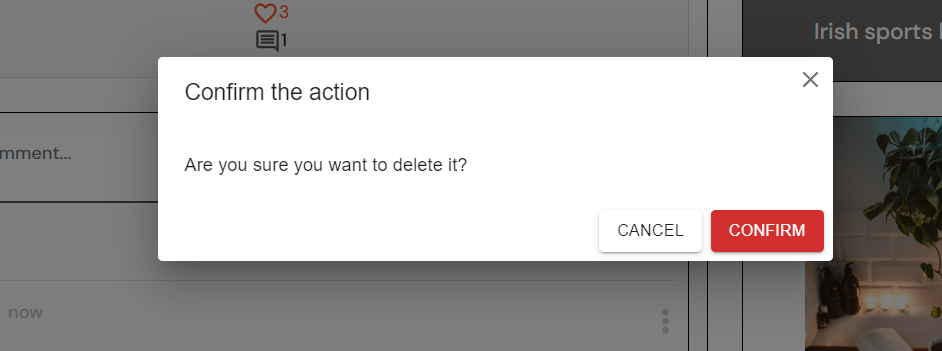 3
1
Irish sports
Confirm the action
mment...
Are you sure you want to delete it?
CANCEL
CONFIRM
now